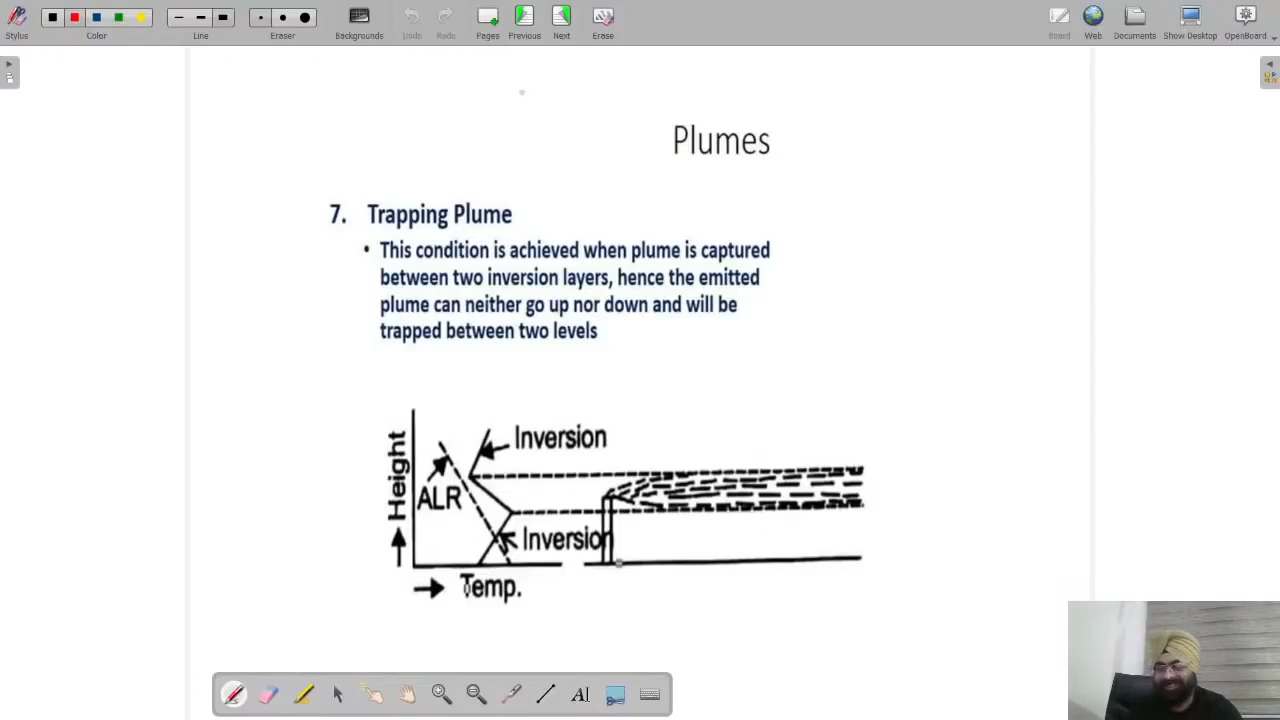 Stylus Color Line Eraser Backgrounds Undo Redo Pages Previous Next Erase Board Web Documents Show Desktop OpenBoard
Plumes
7. Trapping Plume
• This condition is achieved when plume is captured
between two inversion layers, hence the emitted
plume can neither go up nor down and will be
trapped between two levels
Inversion
Height
ALR
Inversion
Temp.
AI